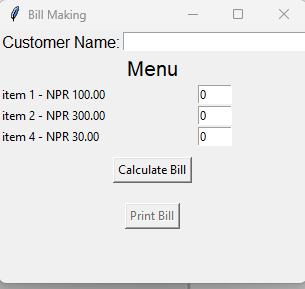 Bill Making
Customer Name:
Menu
item 1 - NPR 100.00 0
item 2 - NPR 300.00 0
item 4 - NPR 30.00 0
Calculate Bill
Print Bill